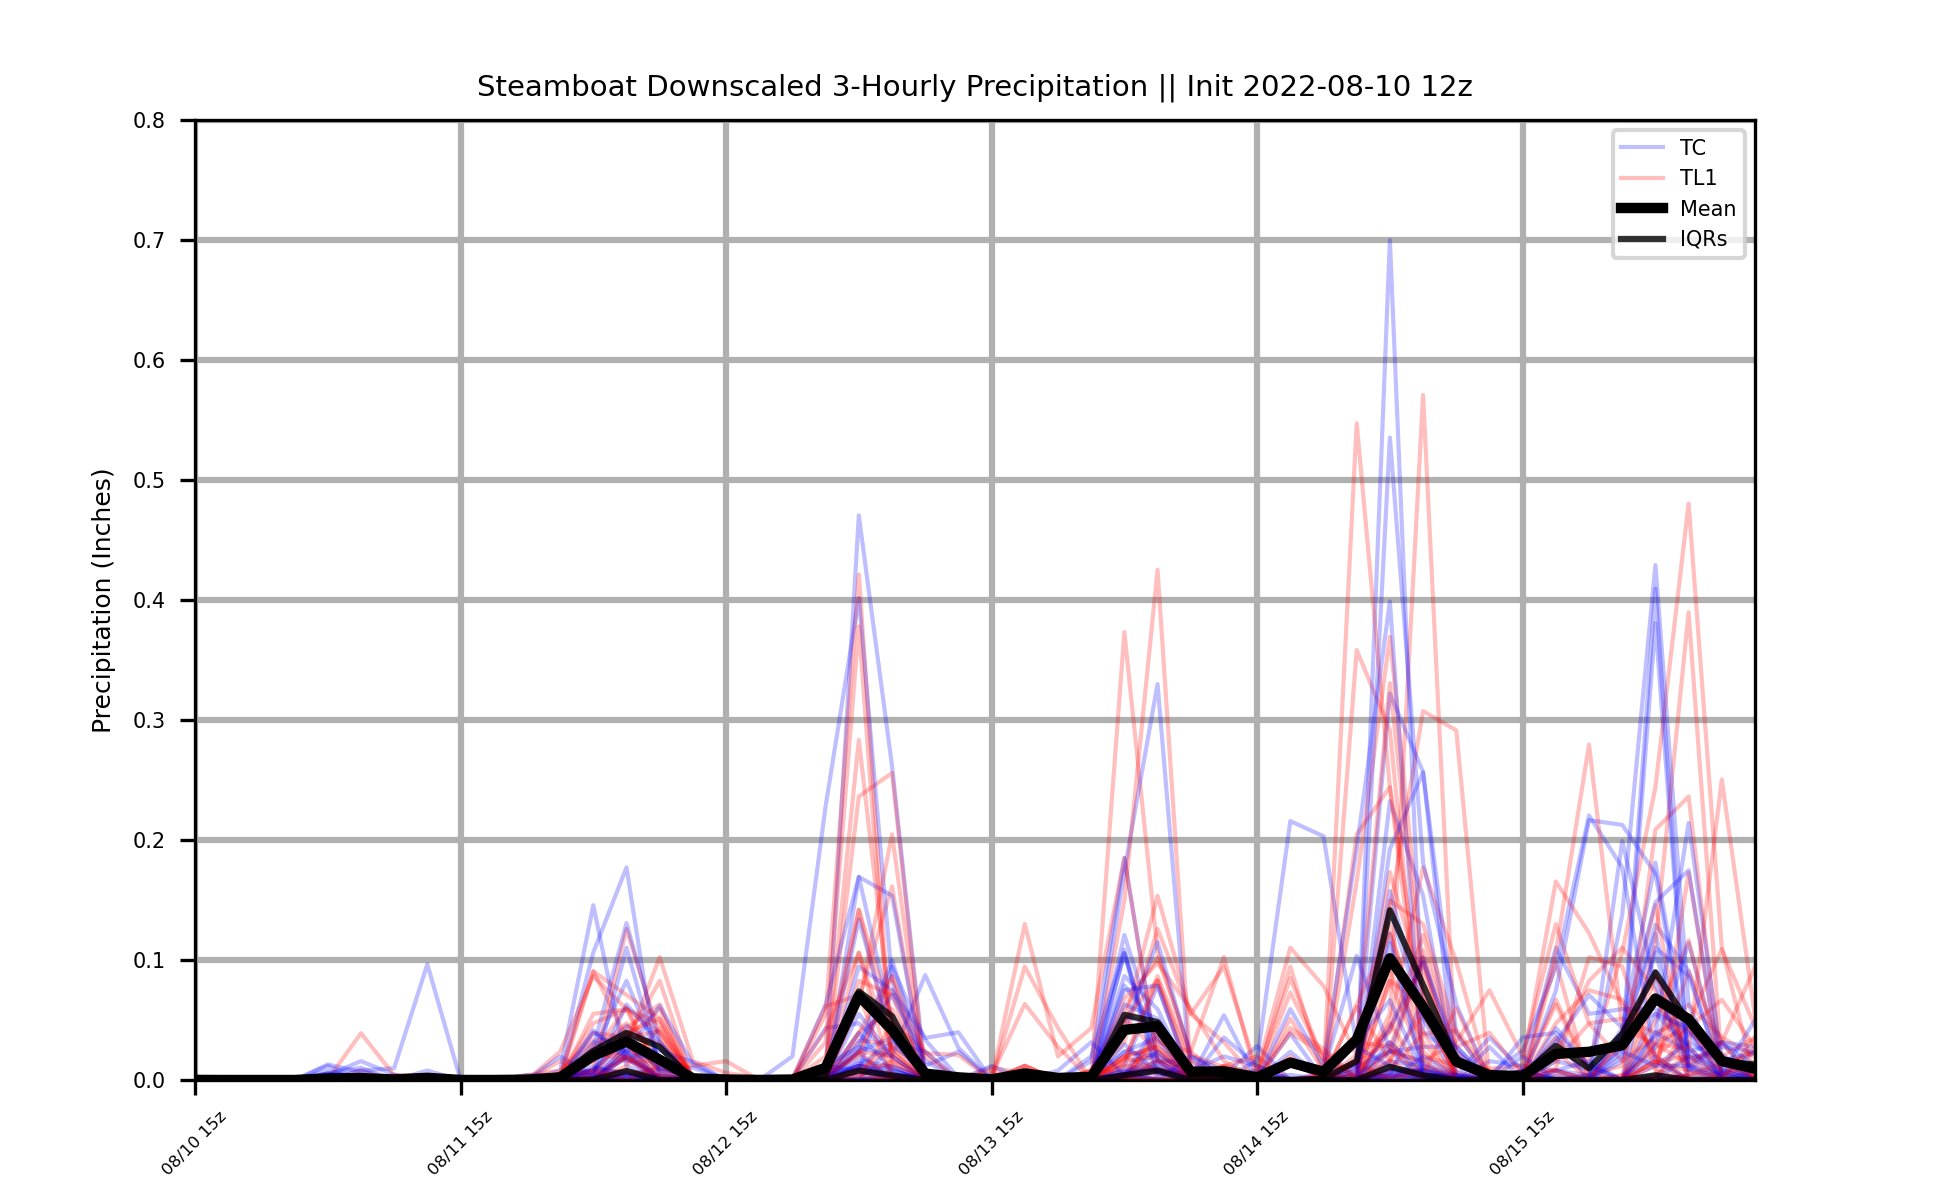 Steamboat Downscaled 3-Hourly Precipitation || Init 2022-08-10 12z
TC
TL1
Mean
IQRs
Precipitation (Inches)
0.8
0.7
0.6
0.5
0.4
0.3
0.2
0.1
0.0
08/10 15z
08/11 15z
08/12 15z
08/13 15z
08/14 15z
08/15 15z